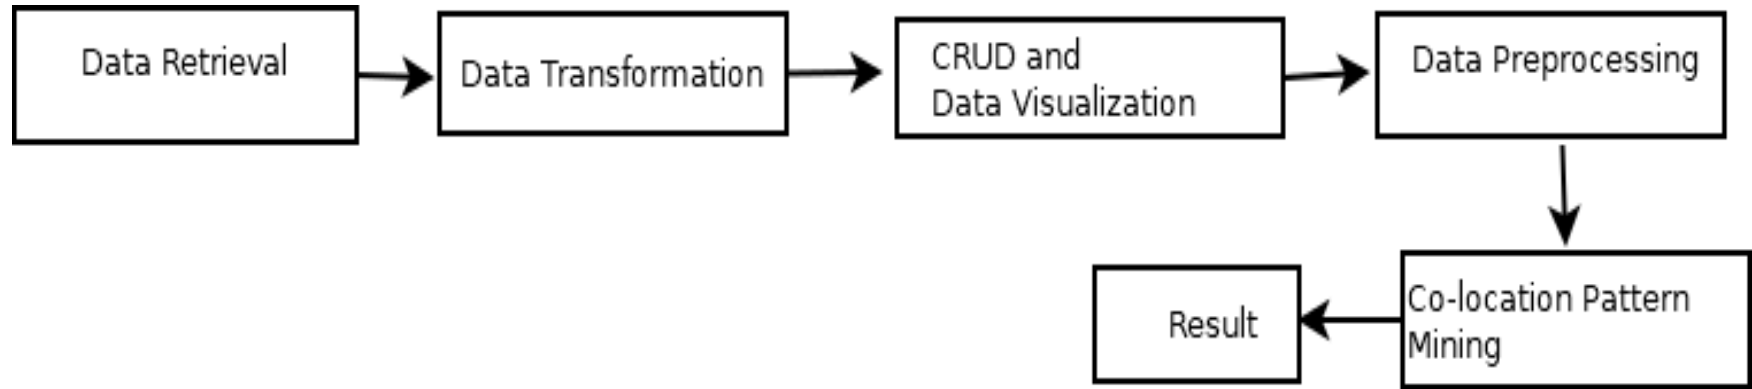 Data Retrieval
Data Transformation
CRUD and
Data Visualization
Data Preprocessing
Co-location Pattern
Mining
Result